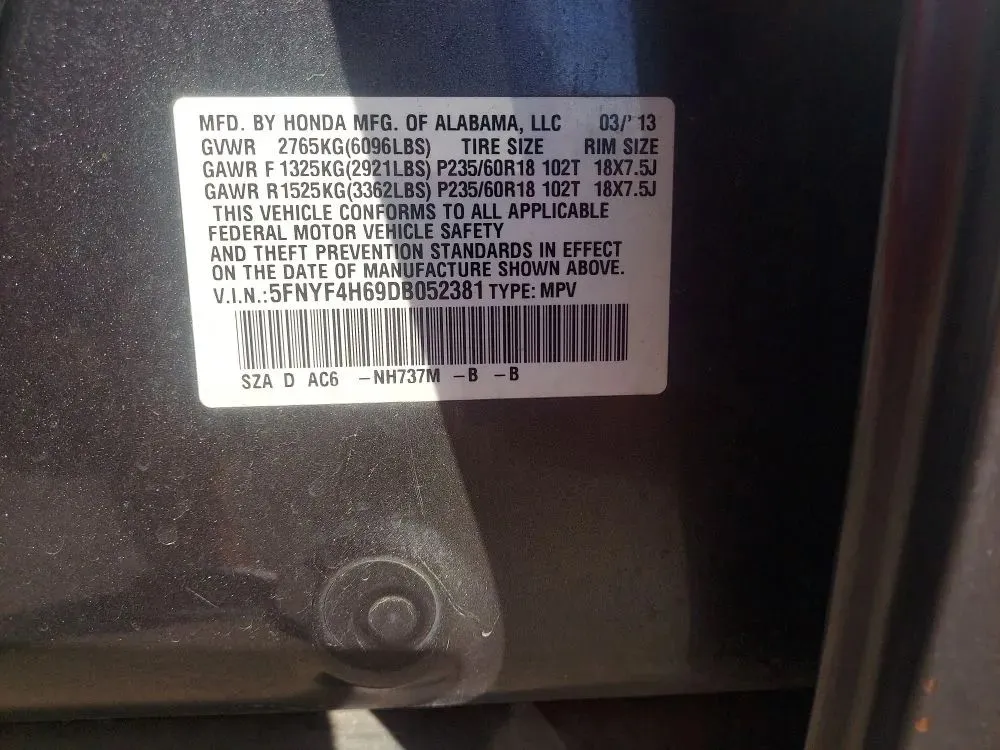 MFD. BY HONDA MFG. OF ALABAMA, LLC 03/'13
GVWR 2765KG(6096LBS) TIRE SIZE RIM SIZE
GAWR F 1325KG(2921LBS) P235/60R18 102T 18X7.5J
GAWR R 1525KG(3362LBS) P235/60R18 102T 18X7.5J
THIS VEHICLE CONFORMS TO ALL APPLICABLE
FEDERAL MOTOR VEHICLE SAFETY
AND THEFT PREVENTION STANDARDS IN EFFECT
ON THE DATE OF MANUFACTURE SHOWN ABOVE.
V.I.N.:5FNYF4H69DB052381 TYPE: MPV
SZA D AC6 -NH737M -B -B